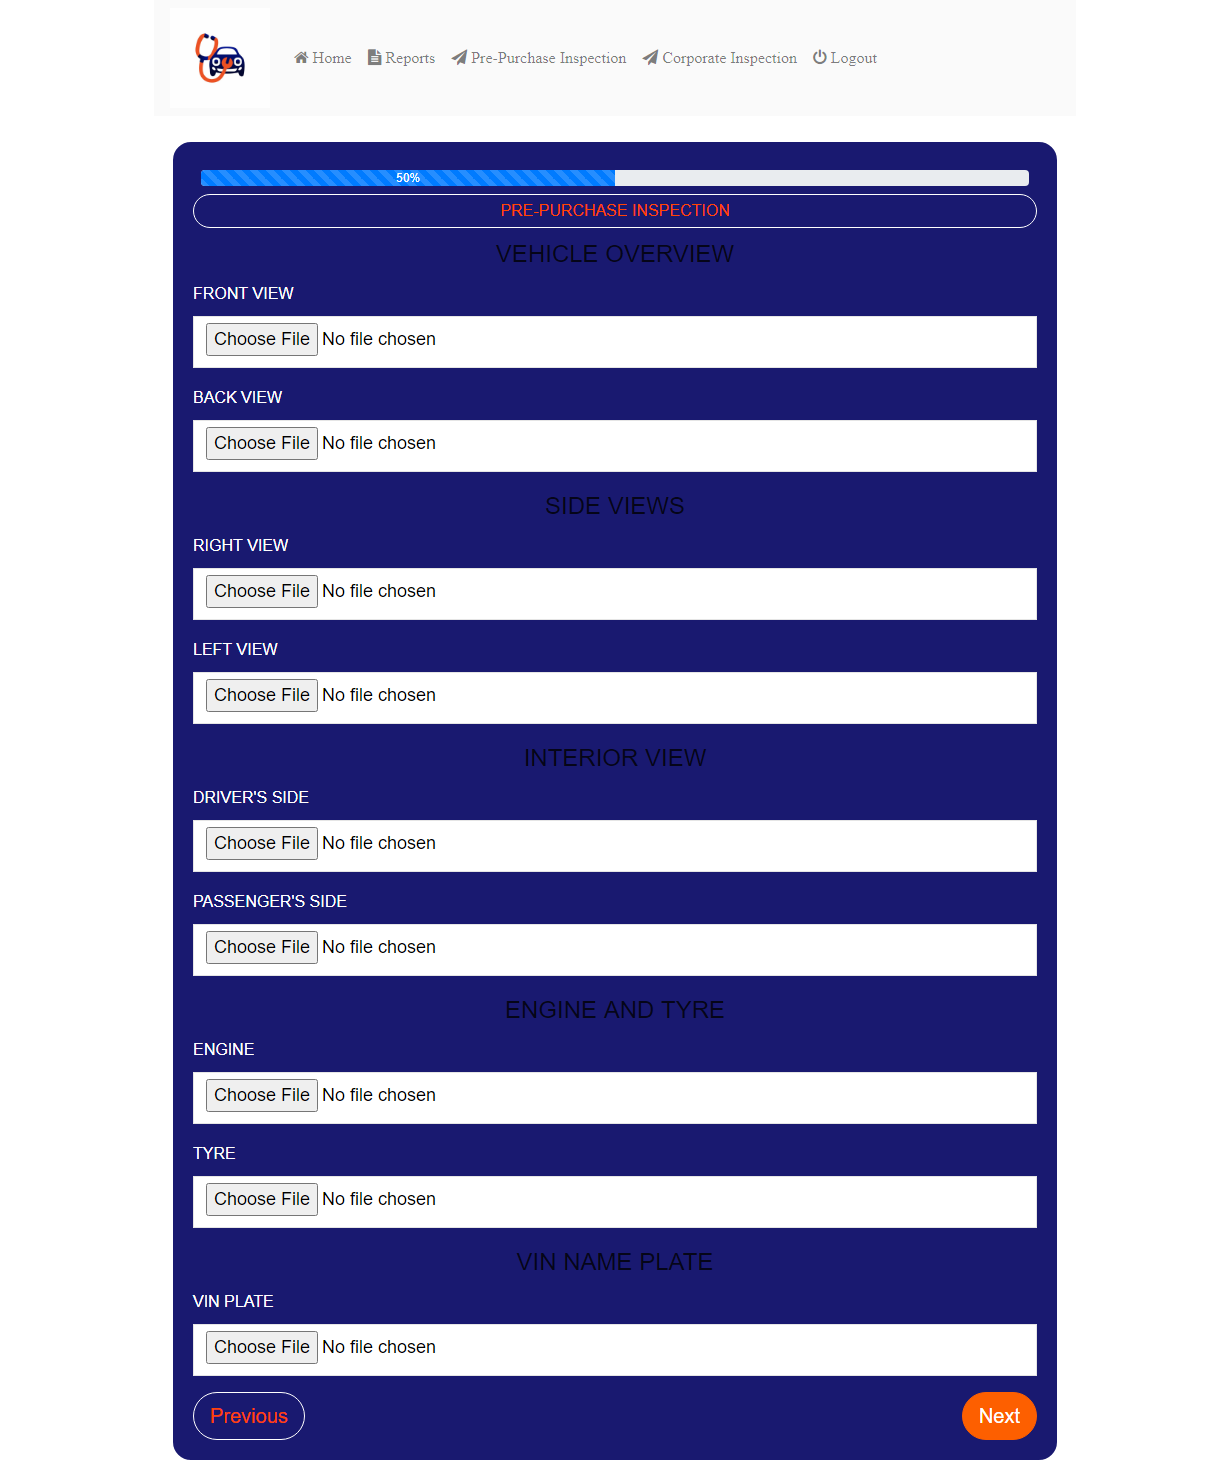 Home Reports Pre-Purchase Inspection Corporate Inspection Logout
50%
PRE-PURCHASE INSPECTION
VEHICLE OVERVIEW
FRONT VIEW
Choose File No file chosen
BACK VIEW
Choose File No file chosen
SIDE VIEWS
RIGHT VIEW
Choose File No file chosen
LEFT VIEW
Choose File No file chosen
INTERIOR VIEW
DRIVER'S SIDE
Choose File No file chosen
PASSENGER'S SIDE
Choose File No file chosen
ENGINE AND TYRE
ENGINE
Choose File No file chosen
TYRE
Choose File No file chosen
VIN NAME PLATE
VIN PLATE
Choose File No file chosen
Previous Next